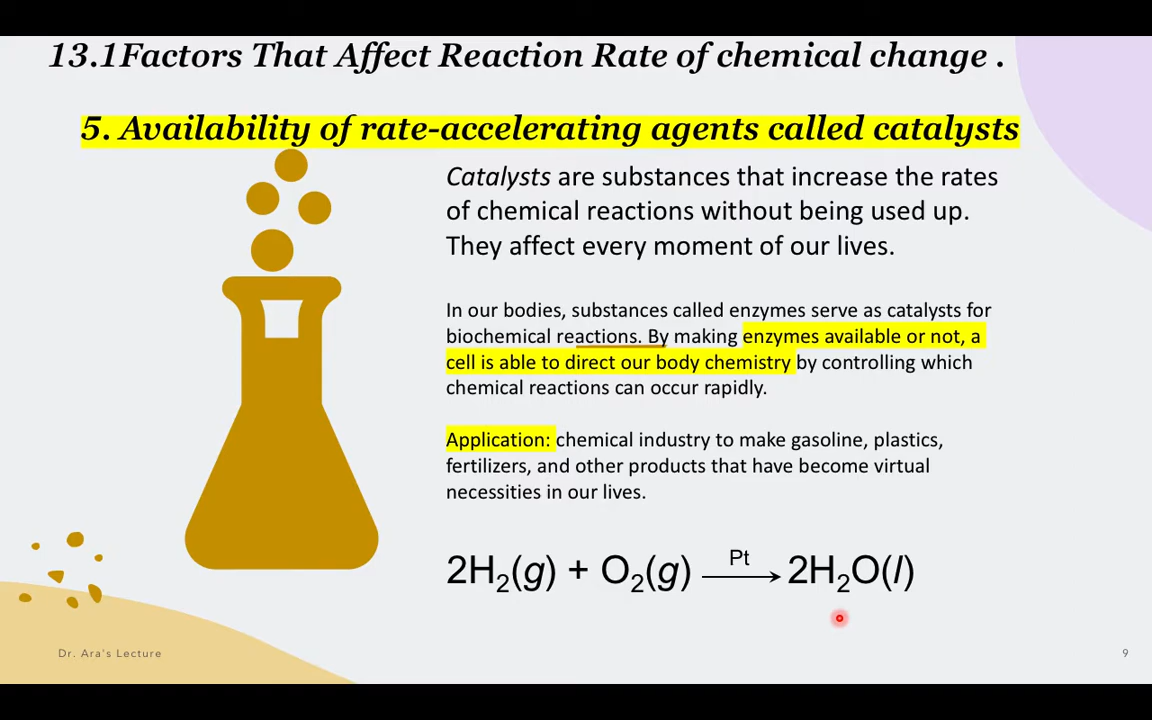 13.1Factors That Affect Reaction Rate of chemical change .
5. Availability of rate-accelerating agents called catalysts
Catalysts are substances that increase the rates
of chemical reactions without being used up.
They affect every moment of our lives.
In our bodies, substances called enzymes serve as catalysts for
biochemical reactions. By making enzymes available or not, a
cell is able to direct our body chemistry by controlling which
chemical reactions can occur rapidly.
Application: chemical industry to make gasoline, plastics,
fertilizers, and other products that have become virtual
necessities in our lives.
Pt
2H₂(g) + O₂(g) ⟶ 2H₂O(l)
Dr. Ara's Lecture
9